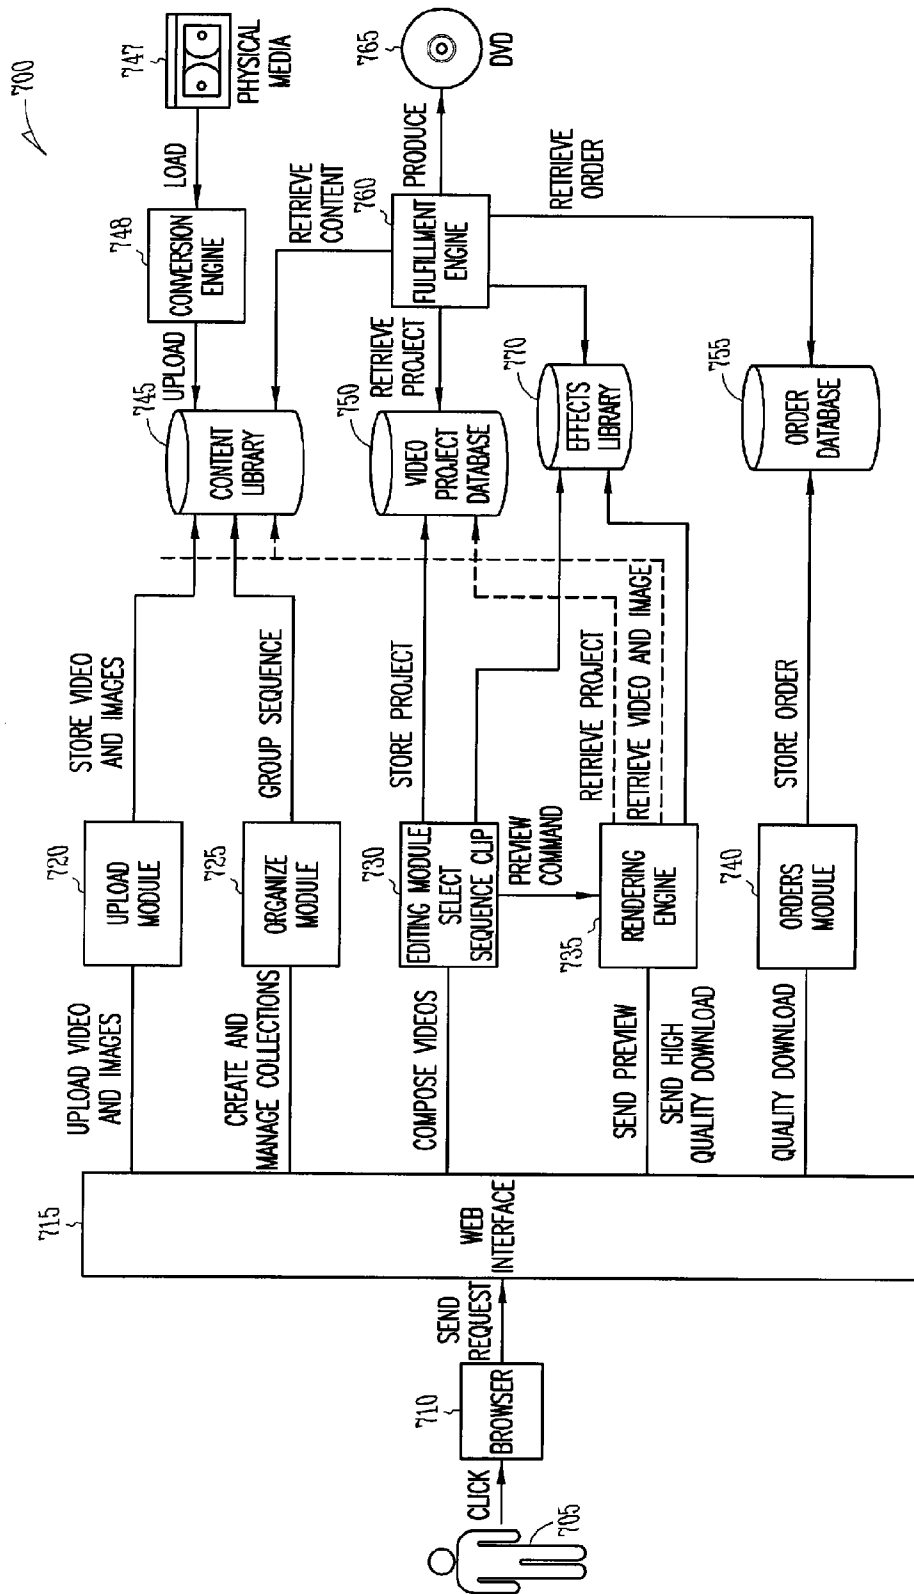 700
747
PHYSICAL
MEDIA
LOAD
748
CONVERSION
ENGINE
UPLOAD
745
CONTENT
LIBRARY
RETRIEVE
CONTENT
765
DVD
PRODUCE
760
FULFILLMENT
ENGINE
RETRIEVE
ORDER
RETRIEVE
PROJECT
750
VIDEO
PROJECT
DATABASE
770
EFFECTS
LIBRARY
755
ORDER
DATABASE
STORE VIDEO
AND IMAGES
GROUP SEQUENCE
STORE PROJECT
RETRIEVE PROJECT
RETRIEVE VIDEO AND IMAGE
STORE ORDER
720
UPLOAD
MODULE
725
ORGANIZE
MODULE
730
EDITING MODULE
SELECT
SEQUENCE CLIP
PREVIEW
COMMAND
735
RENDERING
ENGINE
740
ORDERS
MODULE
UPLOAD VIDEO
AND IMAGES
CREATE AND
MANAGE COLLECTIONS
COMPOSE VIDEOS
SEND PREVIEW
SEND HIGH
QUALITY DOWNLOAD
QUALITY DOWNLOAD
715
WEB
INTERFACE
SEND
REQUEST
710
BROWSER
CLICK
705